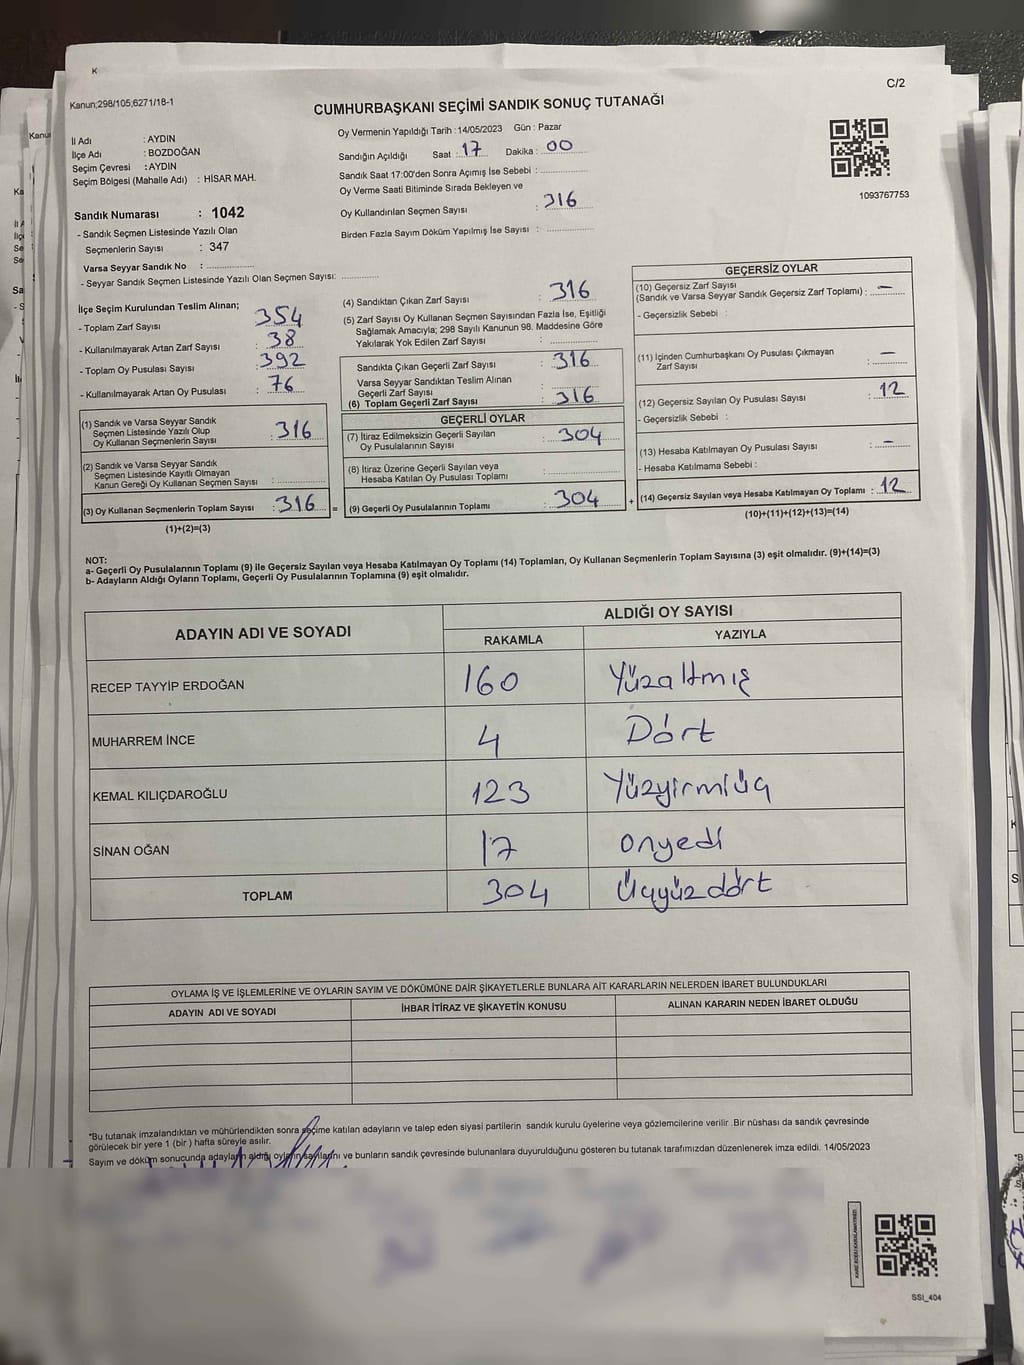 K
C/2
Kanun;298/105;6271/18-1
CUMHURBAŞKANI SEÇİMİ SANDIK SONUÇ TUTANAĞI
İl Adı : AYDIN
İlçe Adı : BOZDOĞAN
Seçim Çevresi : AYDIN
Seçim Bölgesi (Mahalle Adı) : HİSAR MAH.
Oy Vermenin Yapıldığı Tarih : 14/05/2023 Gün : Pazar
Sandığın Açıldığı Saat : 17 Dakika : 00
Sandık Saat 17:00'den Sonra Açımış İse Sebebi :
Oy Verme Saati Bitiminde Sırada Bekleyen ve
Oy Kullandırılan Seçmen Sayısı : 316
Birden Fazla Sayım Döküm Yapılmış İse Sayısı :
1093767753
Sandık Numarası : 1042
- Sandık Seçmen Listesinde Yazılı Olan
Seçmenlerin Sayısı : 347
Varsa Seyyar Sandık No :
- Seyyar Sandık Seçmen Listesinde Yazılı Olan Seçmen Sayısı:
İlçe Seçim Kurulundan Teslim Alınan;
- Toplam Zarf Sayısı : 354
- Kullanılmayarak Artan Zarf Sayısı : 38
- Toplam Oy Pusulası Sayısı : 392
- Kullanılmayarak Artan Oy Pusulası : 76
(1) Sandık ve Varsa Seyyar Sandık
Seçmen Listesinde Yazılı Olup
Oy Kullanan Seçmenlerin Sayısı : 316
(2) Sandık ve Varsa Seyyar Sandık
Seçmen Listesinde Kayıtlı Olmayan
Kanun Gereği Oy Kullanan Seçmen Sayısı :
(3) Oy Kullanan Seçmenlerin Toplam Sayısı : 316
(1)+(2)=(3)
=
(4) Sandıktan Çıkan Zarf Sayısı : 316
(5) Zarf Sayısı Oy Kullanan Seçmen Sayısından Fazla İse, Eşitliği
Sağlamak Amacıyla; 298 Sayılı Kanunun 98. Maddesine Göre
Yakılarak Yok Edilen Zarf Sayısı :
Sandıkta Çıkan Geçerli Zarf Sayısı : 316
Varsa Seyyar Sandıktan Teslim Alınan
Geçerli Zarf Sayısı :
(6) Toplam Geçerli Zarf Sayısı : 316
GEÇERLİ OYLAR
(7) İtiraz Edilmeksizin Geçerli Sayılan
Oy Pusulalarının Sayısı : 304
(8) İtiraz Üzerine Geçerli Sayılan veya
Hesaba Katılan Oy Pusulası Toplamı :
(9) Geçerli Oy Pusulalarının Toplamı : 304
+
GEÇERSİZ OYLAR
(10) Geçersiz Zarf Sayısı
(Sandık ve Varsa Seyyar Sandık Geçersiz Zarf Toplamı) : –
- Geçersizlik Sebebi :
(11) İçinden Cumhurbaşkanı Oy Pusulası Çıkmayan
Zarf Sayısı : –
(12) Geçersiz Sayılan Oy Pusulası Sayısı : 12
- Geçersizlik Sebebi :
(13) Hesaba Katılmayan Oy Pusulası Sayısı : –
- Hesaba Katılmama Sebebi :
(14) Geçersiz Sayılan veya Hesaba Katılmayan Oy Toplamı : 12
(10)+(11)+(12)+(13)=(14)
NOT:
a- Geçerli Oy Pusulalarının Toplamı (9) ile Geçersiz Sayılan veya Hesaba Katılmayan Oy Toplamı (14) Toplamları, Oy Kullanan Seçmenlerin Toplam Sayısına (3) eşit olmalıdır. (9)+(14)=(3)
b- Adayların Aldığı Oyların Toplamı, Geçerli Oy Pusulalarının Toplamına (9) eşit olmalıdır.
ADAYIN ADI VE SOYADI
ALDIĞI OY SAYISI
RAKAMLA YAZIYLA
RECEP TAYYİP ERDOĞAN 160 Yüzaltmış
MUHARREM İNCE 4 Dört
KEMAL KILIÇDAROĞLU 123 Yüzyirmiüç
SİNAN OĞAN 17 onyedi
TOPLAM 304 Üçyüzdört
OYLAMA İŞ VE İŞLEMLERİNE VE OYLARIN SAYIM VE DÖKÜMÜNE DAİR ŞİKAYETLERLE BUNLARA AİT KARARLARIN NELERDEN İBARET BULUNDUKLARI
ADAYIN ADI VE SOYADI İHBAR İTİRAZ VE ŞİKAYETİN KONUSU ALINAN KARARIN NEDEN İBARET OLDUĞU
*Bu tutanak imzalandıktan ve mühürlendikten sonra seçime katılan adayların ve talep eden siyasi partilerin sandık kurulu üyelerine veya gözlemcilerine verilir .Bir nüshası da sandık çevresinde
görülecek bir yere 1 (bir ) hafta süreyle asılır.
Sayım ve döküm sonucunda adayların aldığı oyların sayılarını ve bunların sandık çevresinde bulunanlara duyurulduğunu gösteren bu tutanak tarafımızdan düzenlenerek imza edildi. 14/05/2023
SSI_404